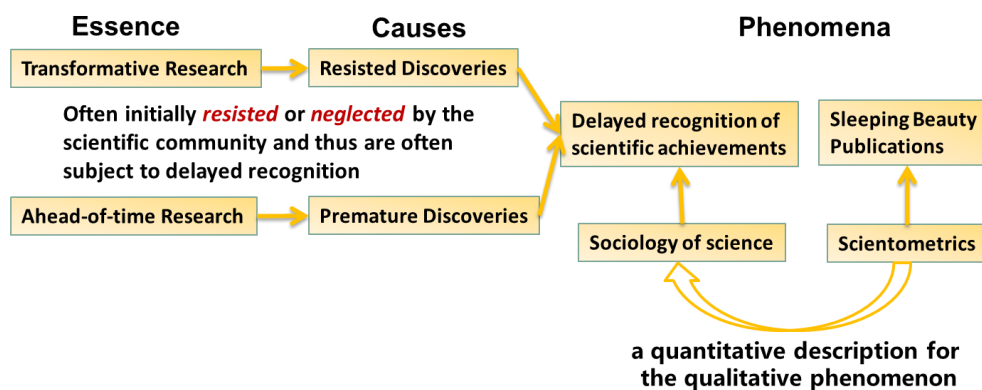 Essence
Causes
Phenomena
Transformative Research
Resisted Discoveries
Often initially resisted or neglected by the
scientific community and thus are often
subject to delayed recognition
Delayed recognition of
scientific achievements
Sleeping Beauty
Publications
Ahead-of-time Research
Premature Discoveries
Sociology of science
Scientometrics
a quantitative description for
the qualitative phenomenon